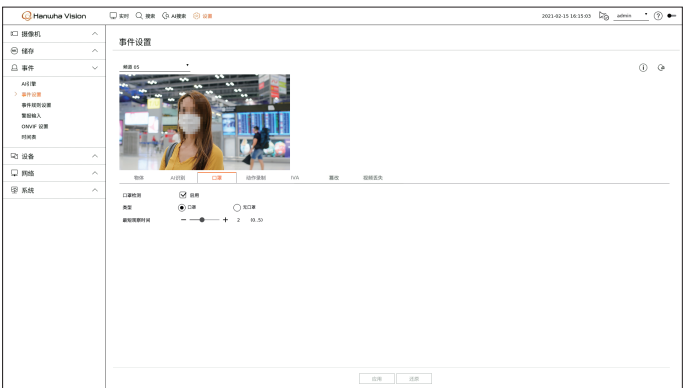 Hanwha Vision
实时 搜索 AI搜索 设置
2021-02-15 16:15:03 admin
摄像机
储存
事件
AI引擎
事件设置
事件规则设置
警报输入
ONVIF 设置
时间表
设备
网络
系统
事件设置
频道 05
物体 AI识别 口罩 动作录制 IVA 篡改 视频丢失
口罩检测 启用
类型 口罩 无口罩
最短周期时间 2 (0..5)
应用 还原